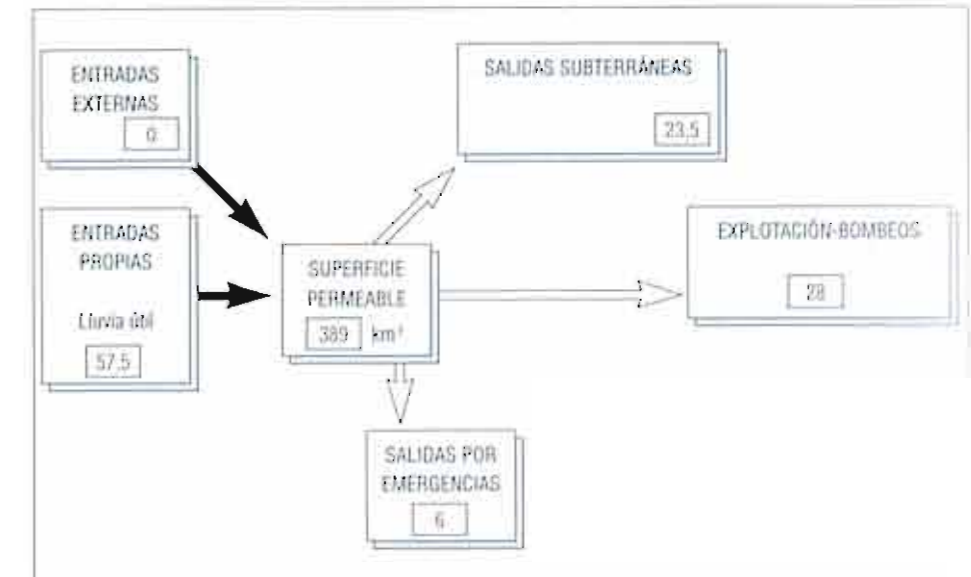 ENTRADAS
EXTERNAS
0
SALIDAS SUBTERRÁNEAS
23,5
ENTRADAS
PROPIAS
Lluvia útil
57,5
SUPERFICIE
PERMEABLE
389 km²
EXPLOTACIÓN-BOMBEOS
28
SALIDAS POR
EMERGENCIAS
6